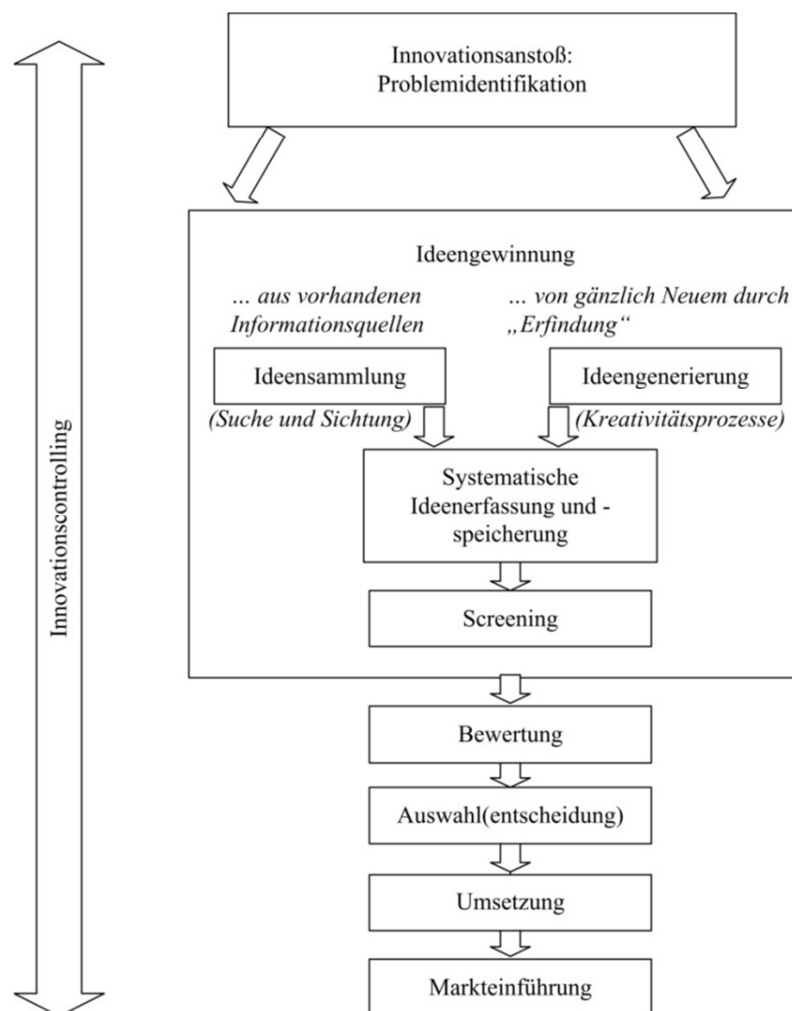 Innovationsanstoß:
Problemidentifikation
Ideengewinnung
... aus vorhandenen
Informationsquellen
... von gänzlich Neuem durch
„Erfindung“
Ideensammlung
Ideengenerierung
(Suche und Sichtung)
(Kreativitätsprozesse)
Systematische
Ideenerfassung und -
speicherung
Screening
Bewertung
Auswahl(entscheidung)
Umsetzung
Markteinführung
Innovationscontrolling